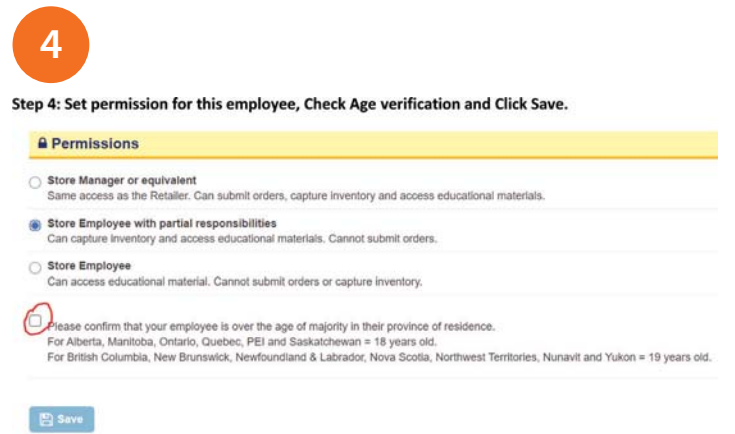 4
Step 4: Set permission for this employee, Check Age verification and Click Save.
Permissions
Store Manager or equivalent
Same access as the Retailer. Can submit orders, capture inventory and access educational materials.
Store Employee with partial responsibilities
Can capture inventory and access educational materials. Cannot submit orders.
Store Employee
Can access educational material. Cannot submit orders or capture inventory.
Please confirm that your employee is over the age of majority in their province of residence.
For Alberta, Manitoba, Ontario, Quebec, PEI and Saskatchewan = 18 years old.
For British Columbia, New Brunswick, Newfoundland & Labrador, Nova Scotia, Northwest Territories, Nunavit and Yukon = 19 years old.
Save